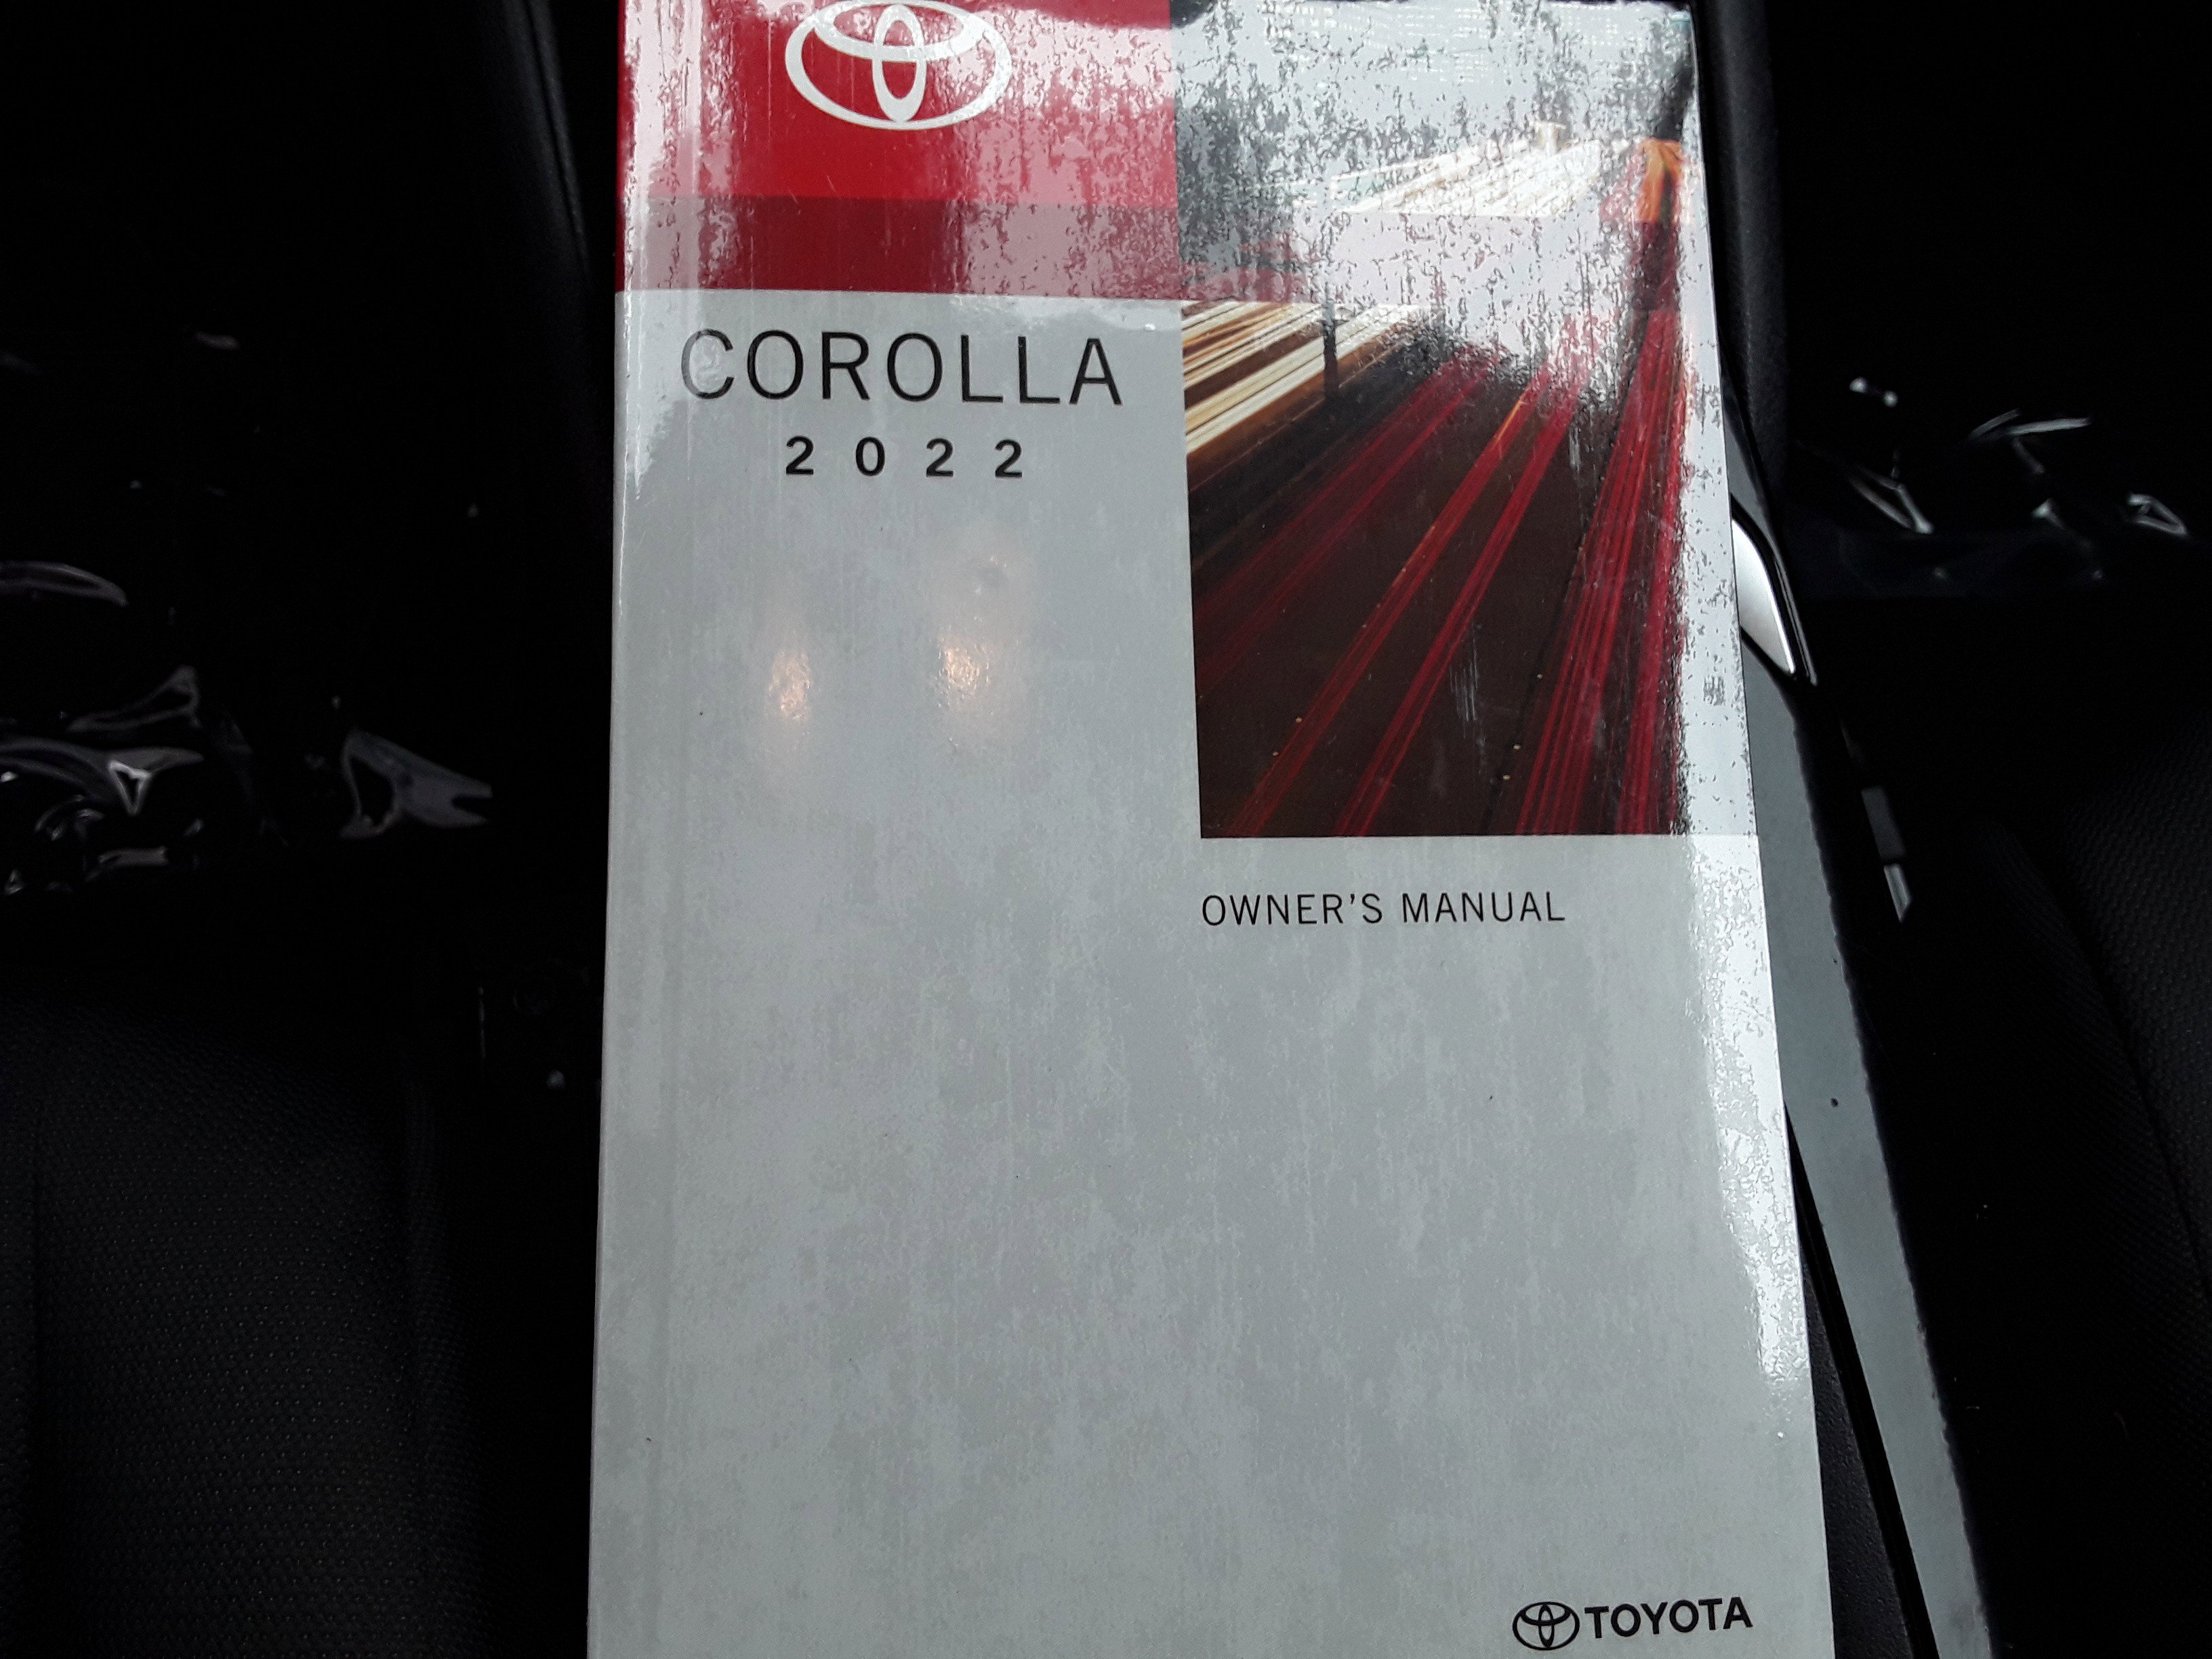 COROLLA
2022
OWNER'S MANUAL
TOYOTA